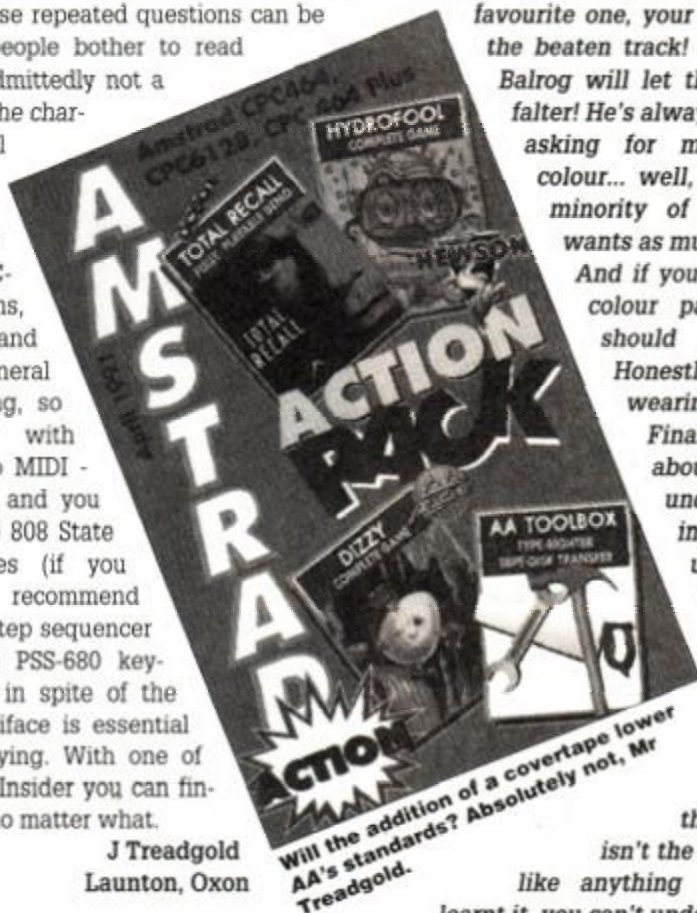 se repeated questions can be
people bother to read
dmittedly not a
he char-
l
C-
ns,
and
neral
g, so
with
o MIDI -
and you
808 State
es (if you
recommend
tep sequencer
PSS-680 key-
in spite of the
iface is essential
ying. With one of
Insider you can fin-
o matter what.
J Treadgold
Launton, Oxon
Amstrad CPC464,
CPC6128, CPC 464 Plus
AMSTRAD
ACTION
April 1991
HYDROFOOL
COMPLETE GAME
TOTAL RECALL
PLAYABLE DEMO
TOTAL
RECALL
NEWSON
ACTION
PACK
DIZZY
COMPLETE GAME
AA TOOLBOX
TRANSFER
Will the addition of a covertape lower
AA's standards? Absolutely not, Mr
Treadgold.
favourite one, your
the beaten track!
Balrog will let th
falter! He's alway
asking for m
colour... well,
minority of
wants as mu
And if you
colour pa
should
Honestl
wearin
Fina
abou
un
in
u
th
isn't the
like anything
learnt it, you can't unde